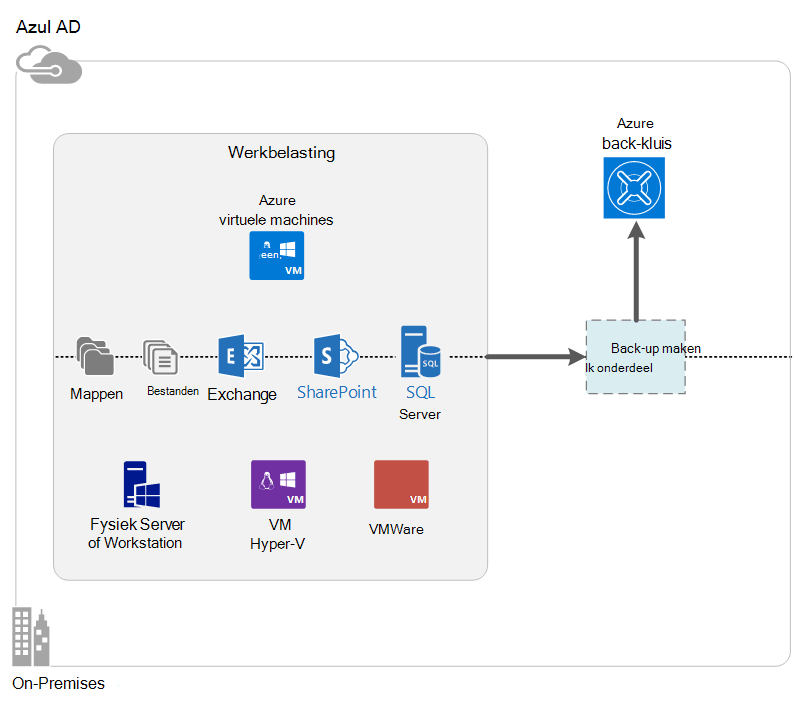 Azul AD
Azure
back-kluis
Werkbelasting
Azure
virtuele machines
een.
VM
E
S
SQL
Back-up maken
Ik onderdeel
Mappen
Bestanden
Exchange
SharePoint
SQL
Server
VM
VM
Fysiek Server
of Workstation
VM
Hyper-V
VMWare
On-Premises